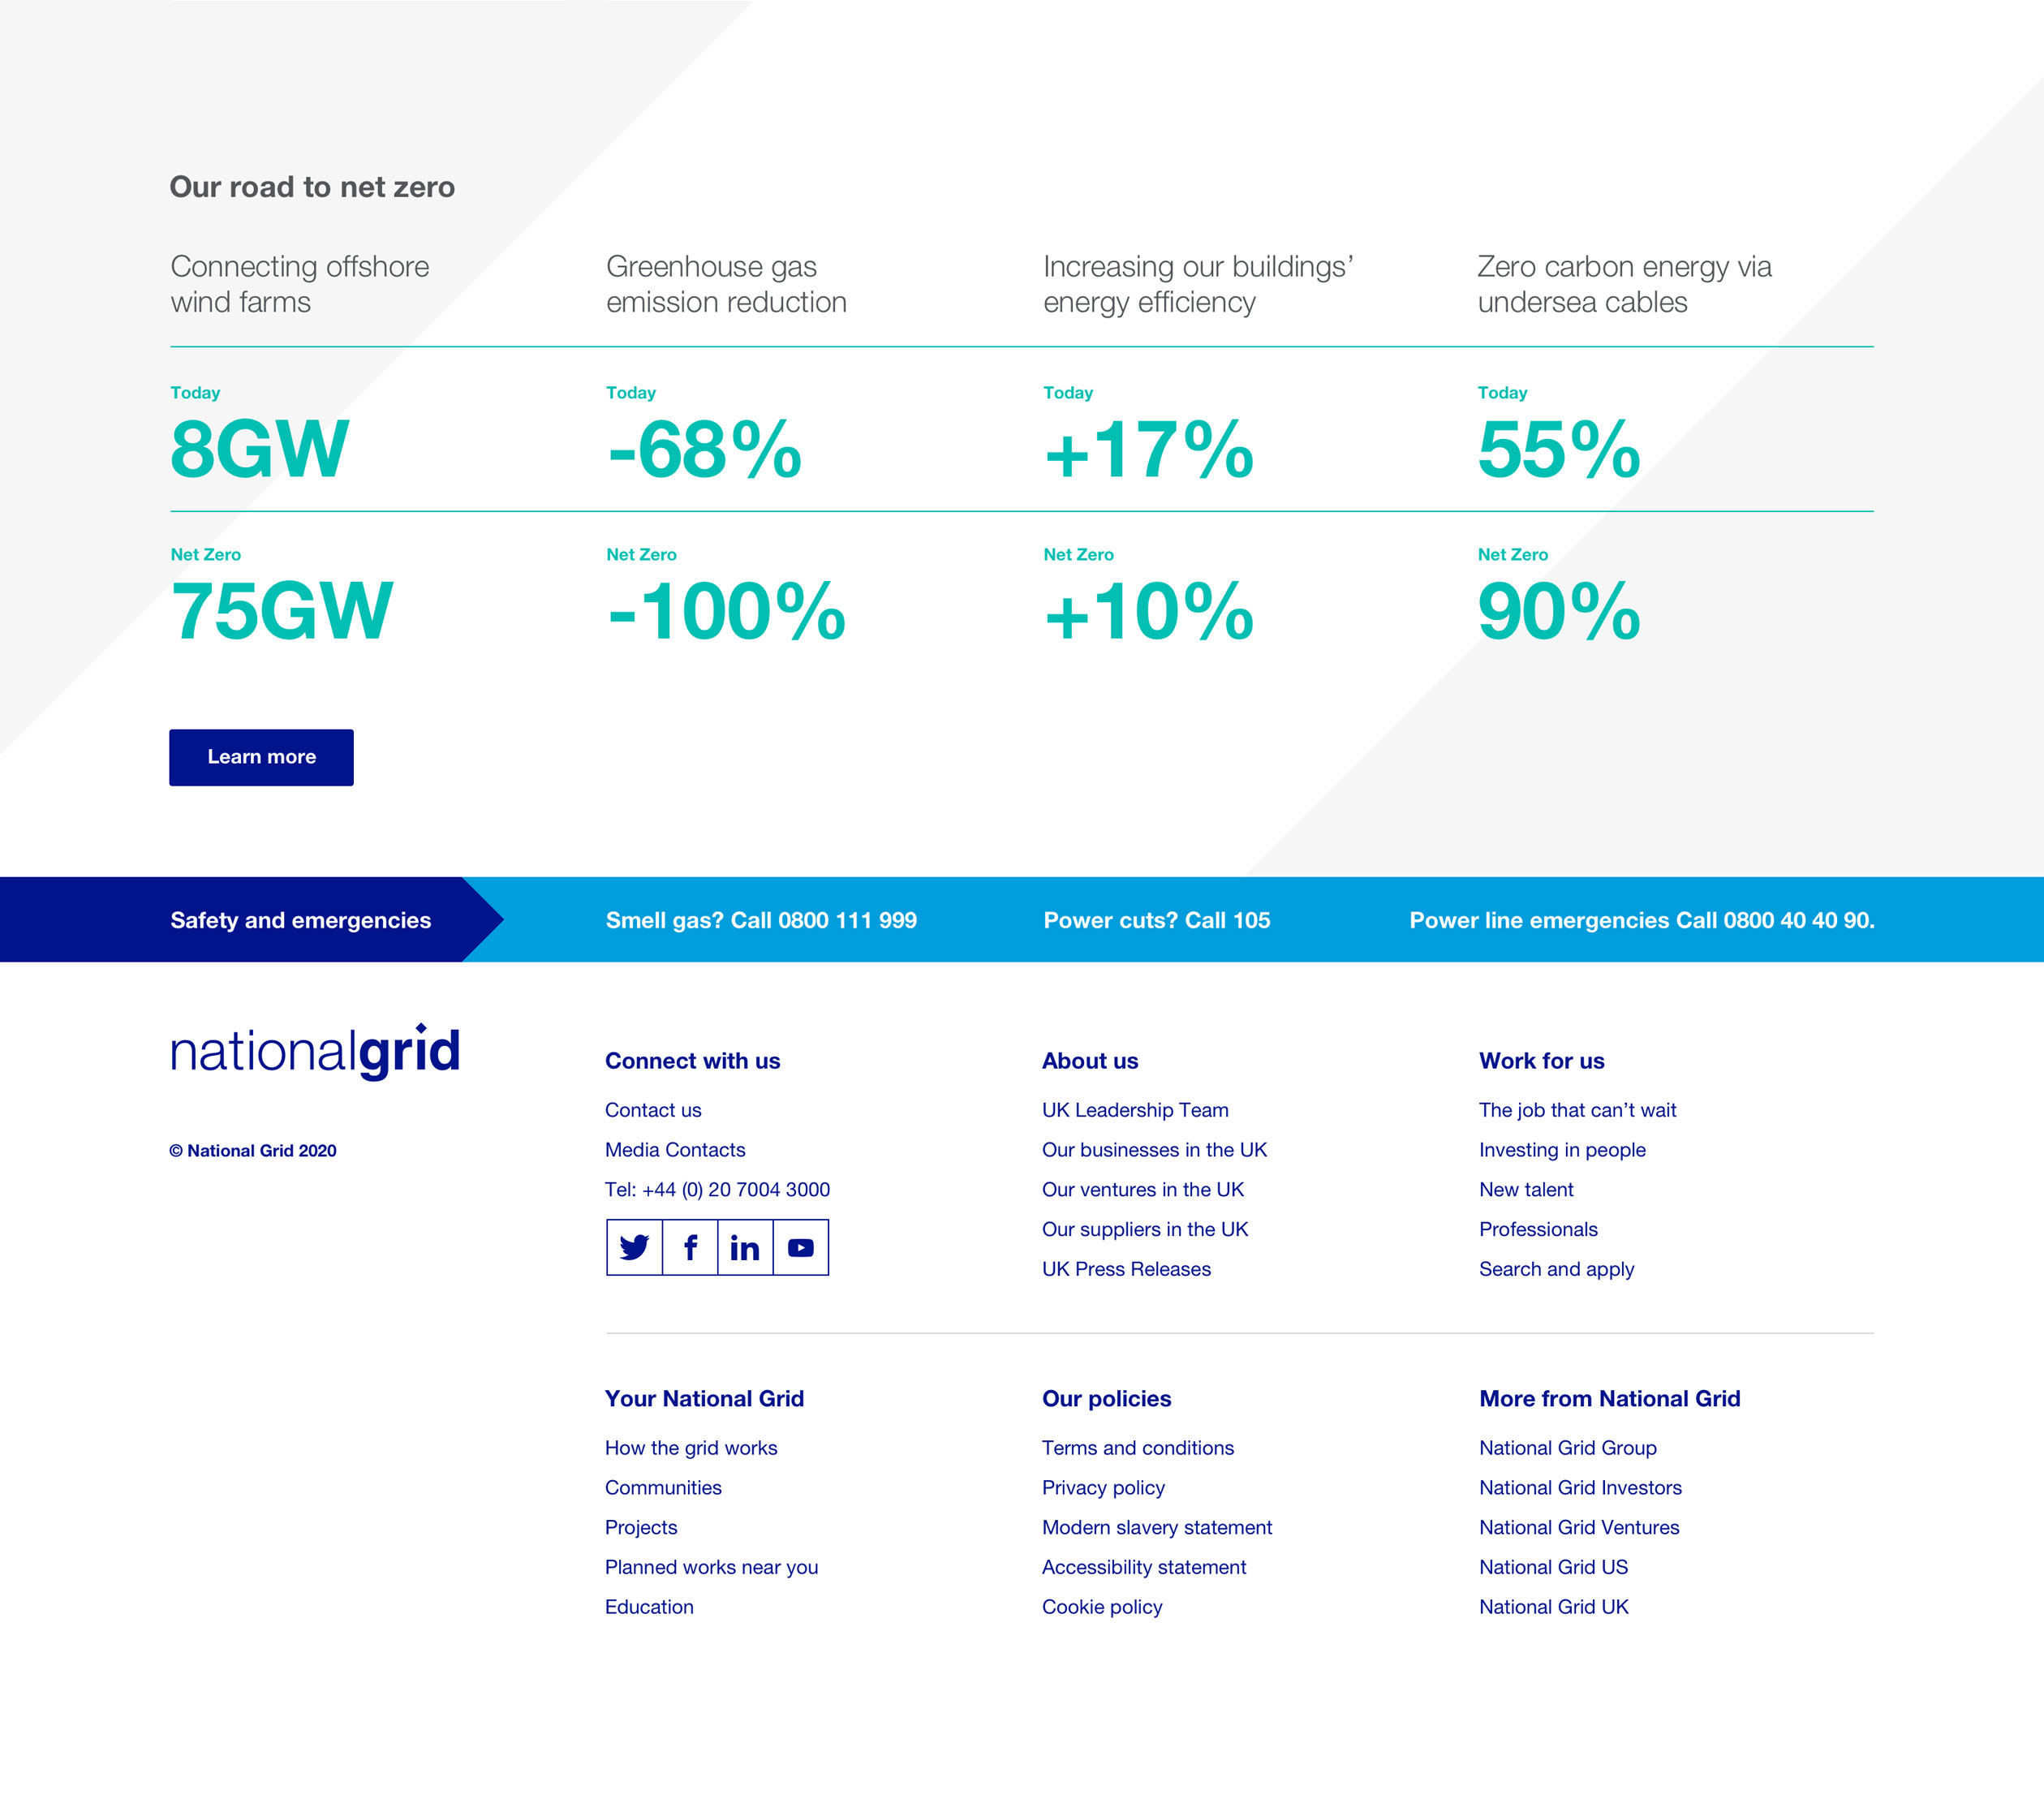 Our road to net zero
Connecting offshore
wind farms
Greenhouse gas
emission reduction
Increasing our buildings’
energy efficiency
Zero carbon energy via
undersea cables
Today
8GW
Today
-68%
Today
+17%
Today
55%
Net Zero
75GW
Net Zero
-100%
Net Zero
+10%
Net Zero
90%
Learn more
Safety and emergencies
Smell gas? Call 0800 111 999
Power cuts? Call 105
Power line emergencies Call 0800 40 40 90.
nationalgrid
© National Grid 2020
Connect with us
Contact us
Media Contacts
Tel: +44 (0) 20 7004 3000
f
in
About us
UK Leadership Team
Our businesses in the UK
Our ventures in the UK
Our suppliers in the UK
UK Press Releases
Work for us
The job that can’t wait
Investing in people
New talent
Professionals
Search and apply
Your National Grid
How the grid works
Communities
Projects
Planned works near you
Education
Our policies
Terms and conditions
Privacy policy
Modern slavery statement
Accessibility statement
Cookie policy
More from National Grid
National Grid Group
National Grid Investors
National Grid Ventures
National Grid US
National Grid UK